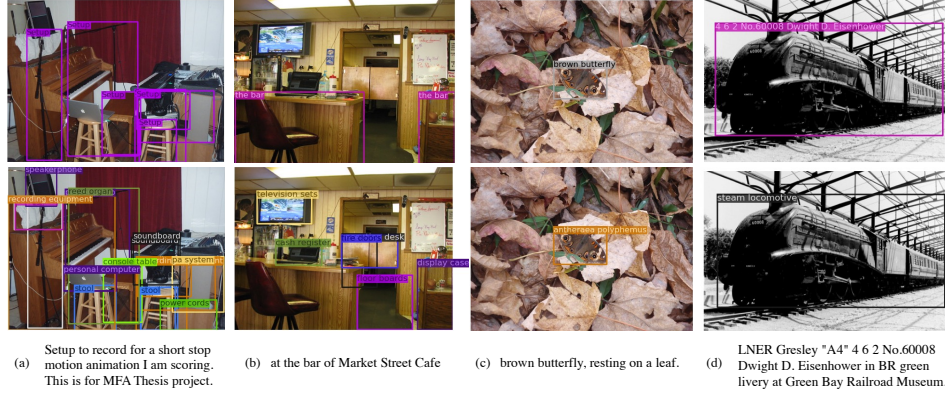 Setup
Setup
Setup
Setup
Setup
the bar
the bar
brown butterfly
4 6 2 No.60008 Dwight D. Eisenhower
speakerphone
reed organ
recording equipment
soundboard
soundboard
console table
pa system
personal computer
stool
stool
power cords
television sets
cash register
desk
display case
floor boards
antheraea polyphemus
steam locomotive
(a) Setup to record for a short stop
motion animation I am scoring.
This is for MFA Thesis project.
(b) at the bar of Market Street Cafe
(c) brown butterfly, resting on a leaf.
(d) LNER Gresley "A4" 4 6 2 No.60008
Dwight D. Eisenhower in BR green
livery at Green Bay Railroad Museum.